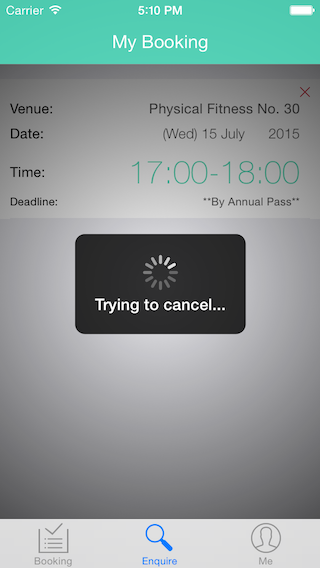 Carrier 5:10 PM
My Booking
Venue: Physical Fitness No. 30
Date: (Wed) 15 July 2015
Time: 17:00-18:00
Deadline: **By Annual Pass**
Trying to cancel...
Booking Enquire Me